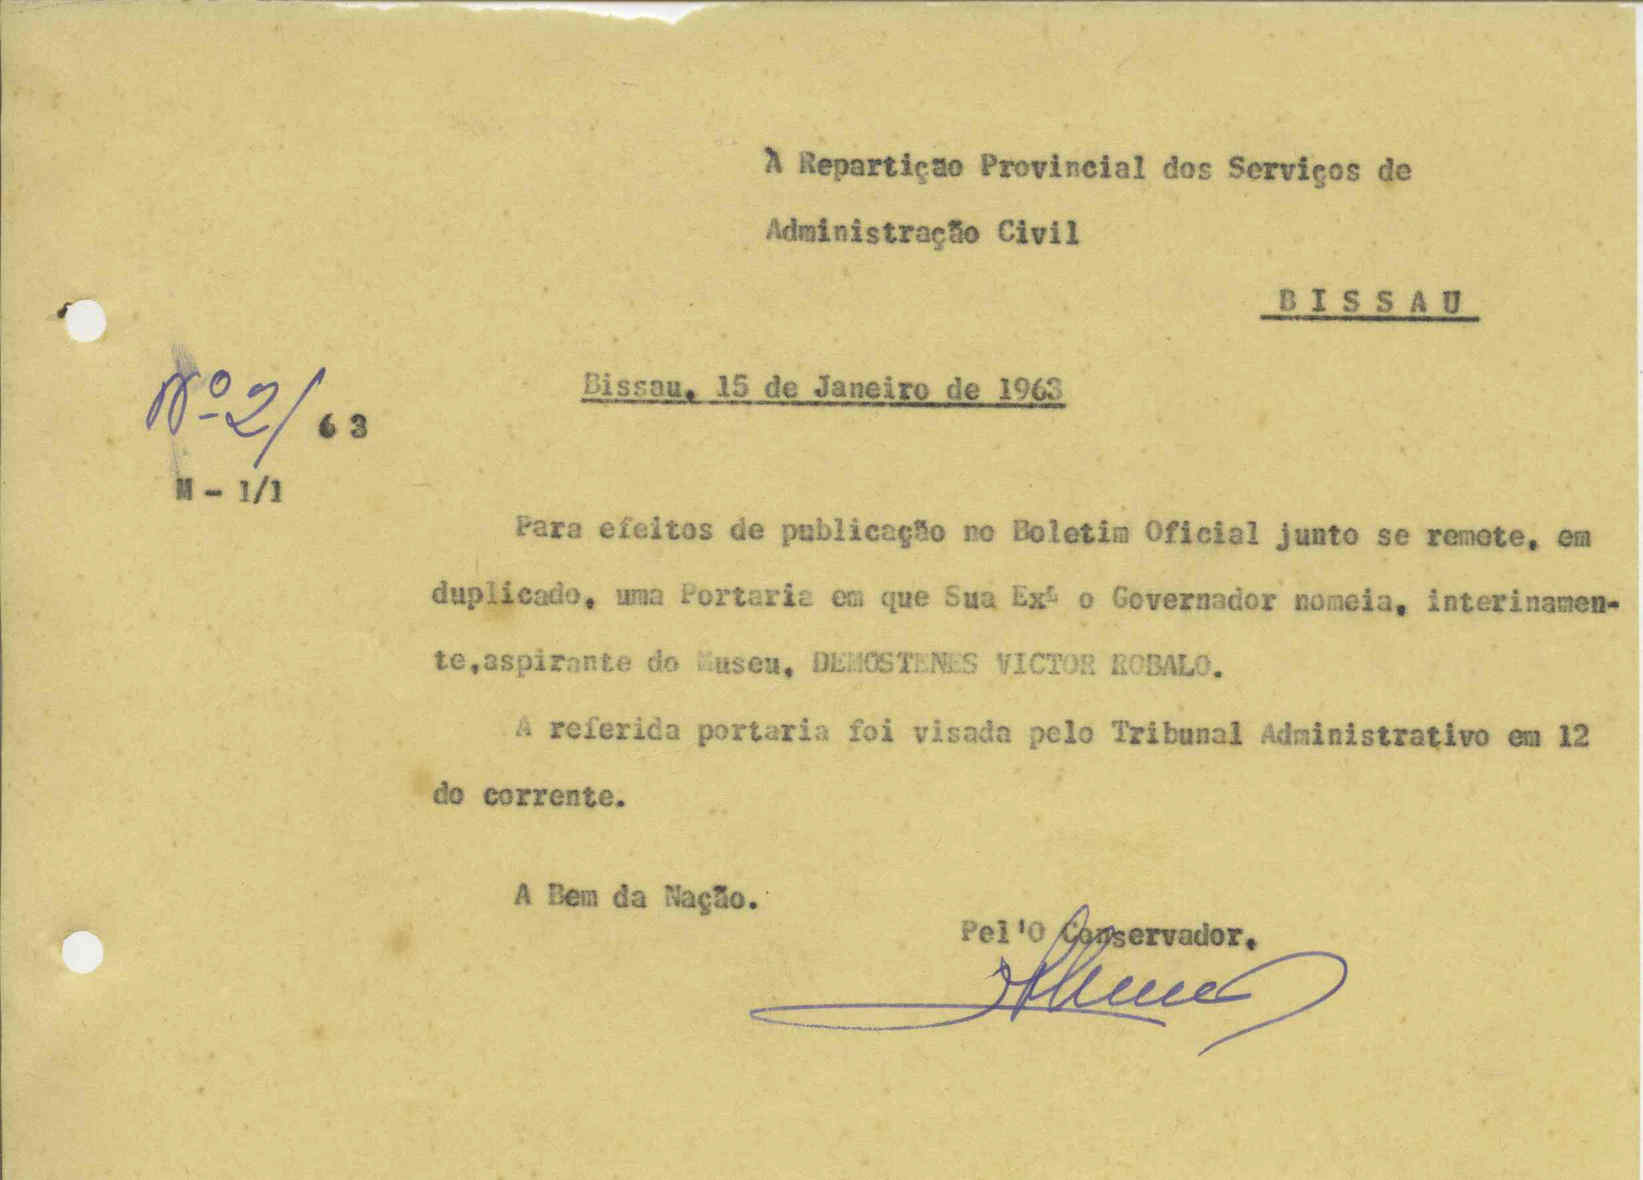 À Repartição Provincial dos Serviços de
Administração Civil
BISSAU
Bissau, 15 de Janeiro de 1963
Nº 2/63
M - 1/1
Para efeitos de publicação no Boletim Oficial junto se remete, em
duplicado, uma Portaria em que Sua Exª o Governador nomeia, interinamen-
te,aspirante do Museu, DEMOSTENES VICTOR ROBALO.
A referida portaria foi visada pelo Tribunal Administrativo em 12
do corrente.
A Bem da Nação.
Pel'O Conservador,